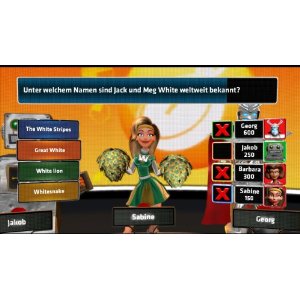 Unter welchem Namen sind Jack und Meg White weltweit bekannt?
The White Stripes
Great White
White lion
Whitesnake
Georg
600
Jakob
250
Barbara
300
Sabine
150
Jakob
Sabine
Georg